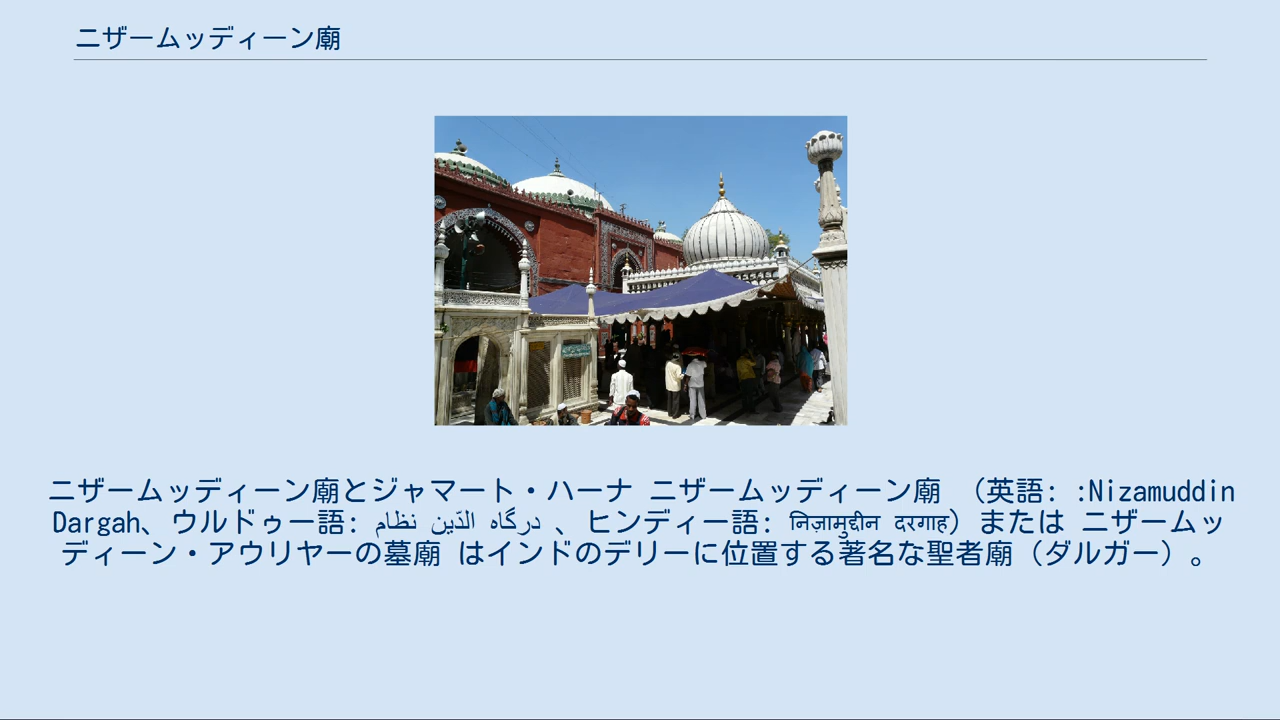 ニザームッディーン廟
ニザームッディーン廟とジャマート・ハーナ ニザームッディーン廟 （英語: :Nizamuddin
Dargah、ウルドゥー語: درگاہ الدّین نظام 、ヒンディー語: निज़ामुद्दीन दरगाह）または ニザームッ
ディーン・アウリヤーの墓廟 はインドのデリーに位置する著名な聖者廟（ダルガー）。